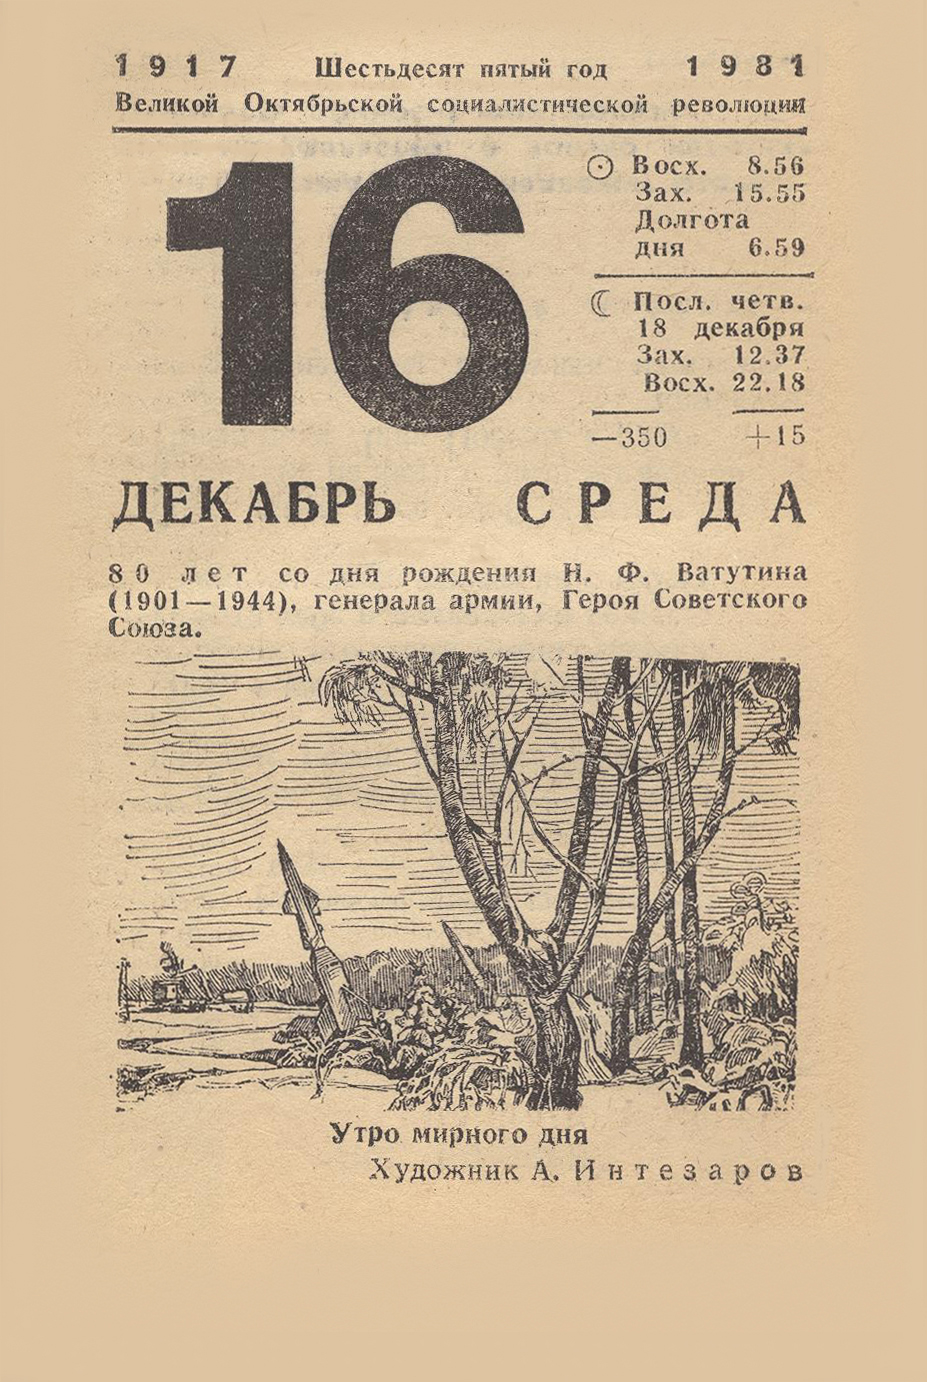 1917 Шестьдесят пятый год 1981
Великой Октябрьской социалистической революции
16
Восх. 8.56
Зах. 15.55
Долгота
дня 6.59
Посл. четв.
18 декабря
Зах. 12.37
Восх. 22.18
—350 +15
ДЕКАБРЬ СРЕДА
80 лет со дня рождения Н. Ф. Ватутина
(1901—1944), генерала армии, Героя Советского
Союза.
Утро мирного дня
Художник А. Интезаров